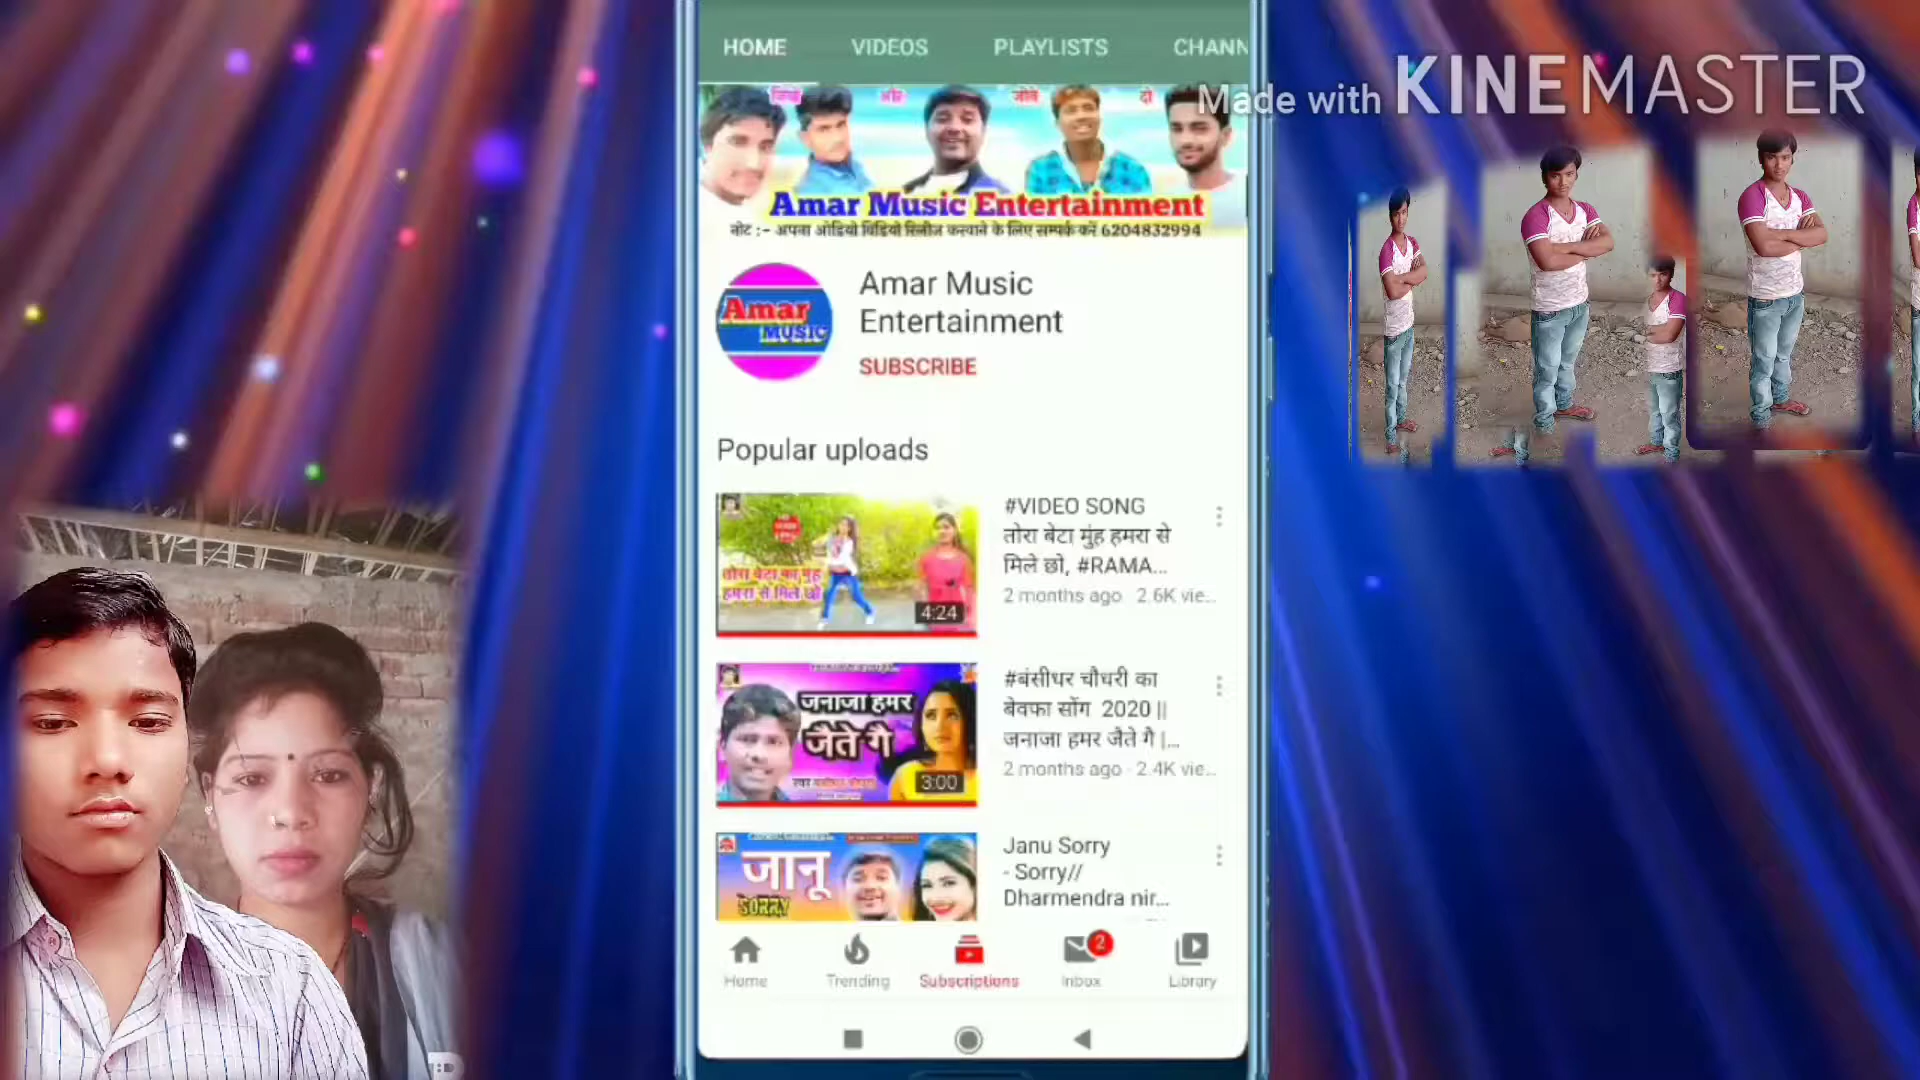 HOME VIDEOS PLAYLISTS CHANN
Made with KINEMASTER
जियो और जीने दो
Amar Music Entertainment
नोट :- अपना ओडियो विडियो रिलीज करवाने के लिए सम्पर्क करें 6204832994
Amar
MUSIC
Amar Music
Entertainment
SUBSCRIBE
Popular uploads
तोरा बेटा का मुंह
हमरा से मिले छो
4:24
#VIDEO SONG
तोरा बेटा मुंह हमरा से
मिले छो, #RAMA...
2 months ago · 2.6K vie...
जनाजा हमर
जैते गै
3:00
#बंसीधर चौधरी का
बेवफा सोंग 2020 ||
जनाजा हमर जैते गै |...
2 months ago · 2.4K vie...
जानू
SORRY
Janu Sorry
- Sorry//
Dharmendra nir...
2
Home Trending Subscriptions Inbox Library